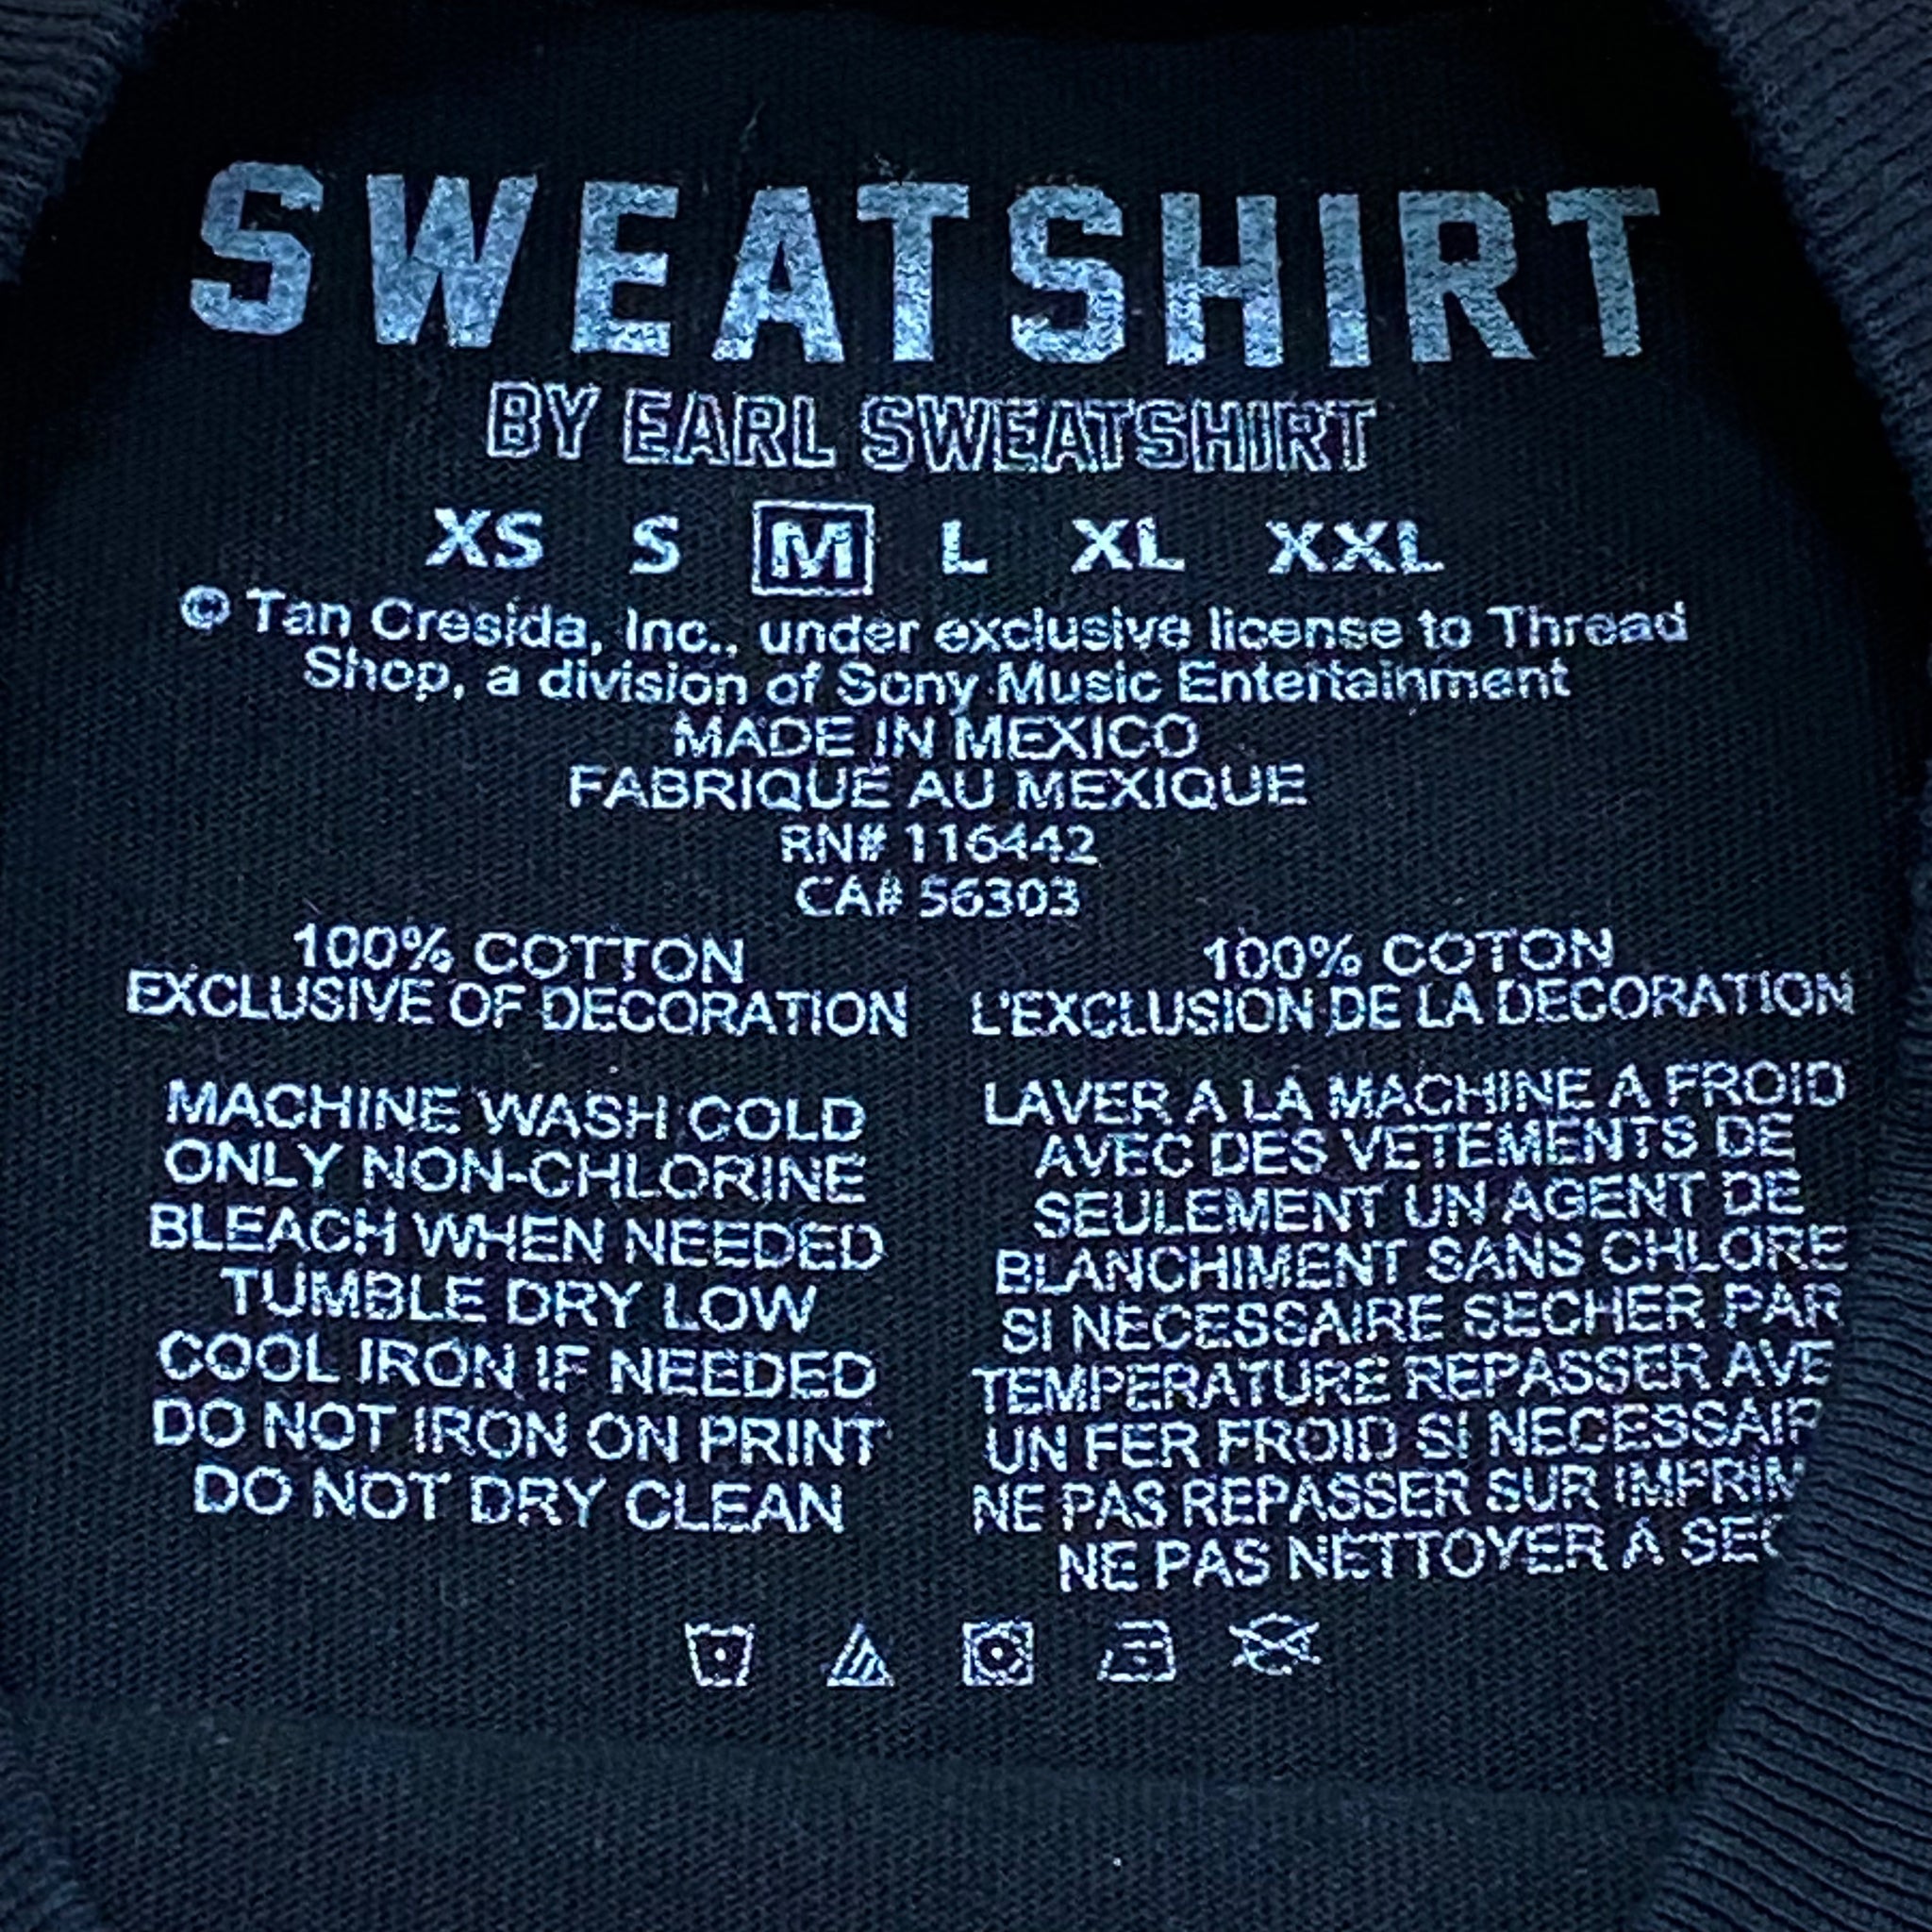 SWEATSHIRT
BY EARL SWEATSHIRT
XS S M L XL XXL
© Tan Cresida, Inc., under exclusive license to Thread
Shop, a division of Sony Music Entertainment
MADE IN MEXICO
FABRIQUÉ AU MEXIQUE
RN# 116442
CA# 56303
100% COTTON
EXCLUSIVE OF DECORATION
MACHINE WASH COLD
ONLY NON-CHLORINE
BLEACH WHEN NEEDED
TUMBLE DRY LOW
COOL IRON IF NEEDED
DO NOT IRON ON PRINT
DO NOT DRY CLEAN
100% COTON
L'EXCLUSION DE LA DECORATION
LAVER A LA MACHINE A FROID
AVEC DES VETEMENTS DE
SEULEMENT UN AGENT DE
BLANCHIMENT SANS CHLORE
SI NECESSAIRE SECHER PAR
TEMPERATURE REPASSER AVE
UN FER FROID SI NECESSAIR
NE PAS REPASSER SUR IMPRIM
NE PAS NETTOYER A SEC